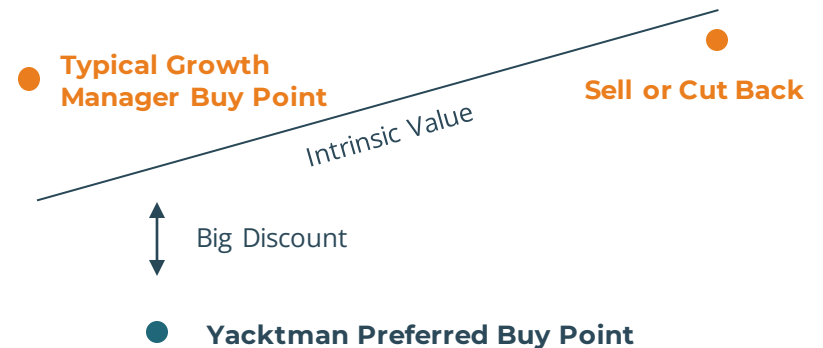 Typical Growth
Manager Buy Point
Sell or Cut Back
Intrinsic Value
Big Discount
Yacktman Preferred Buy Point